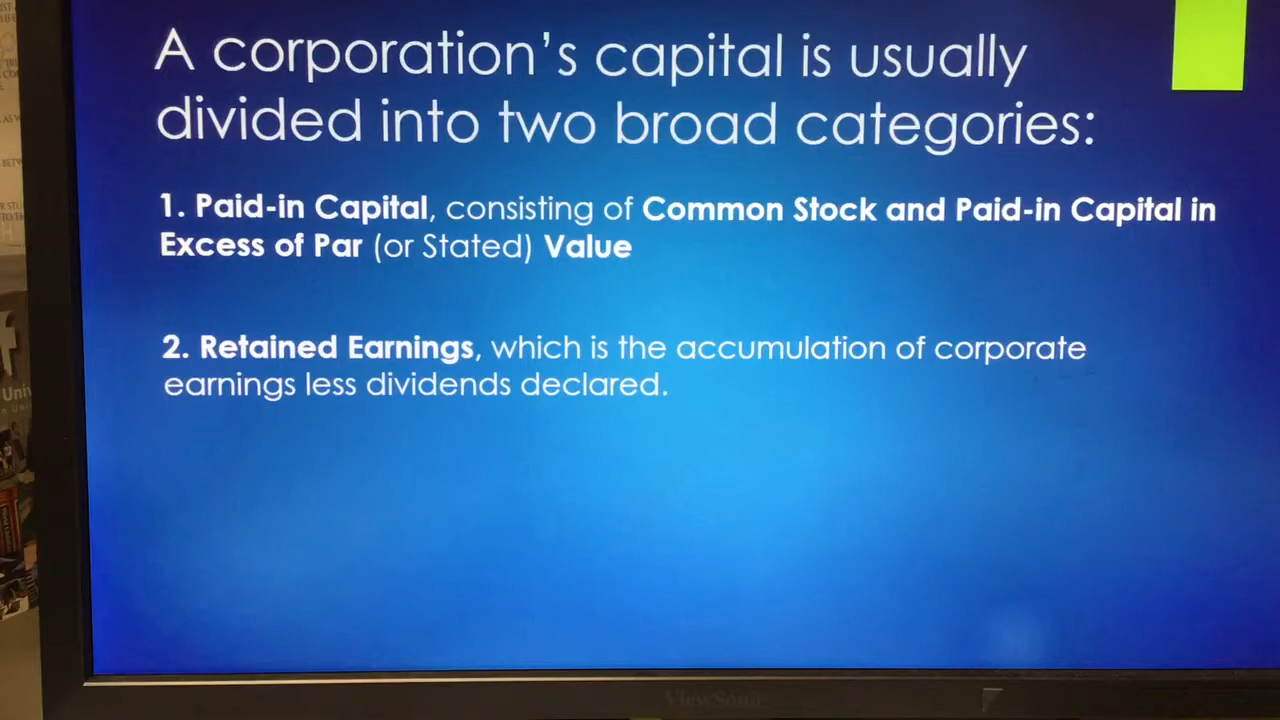 A corporation's capital is usually
divided into two broad categories:
1. Paid-in Capital, consisting of Common Stock and Paid-in Capital in
Excess of Par (or Stated) Value
2. Retained Earnings, which is the accumulation of corporate
earnings less dividends declared.
ViewSonic